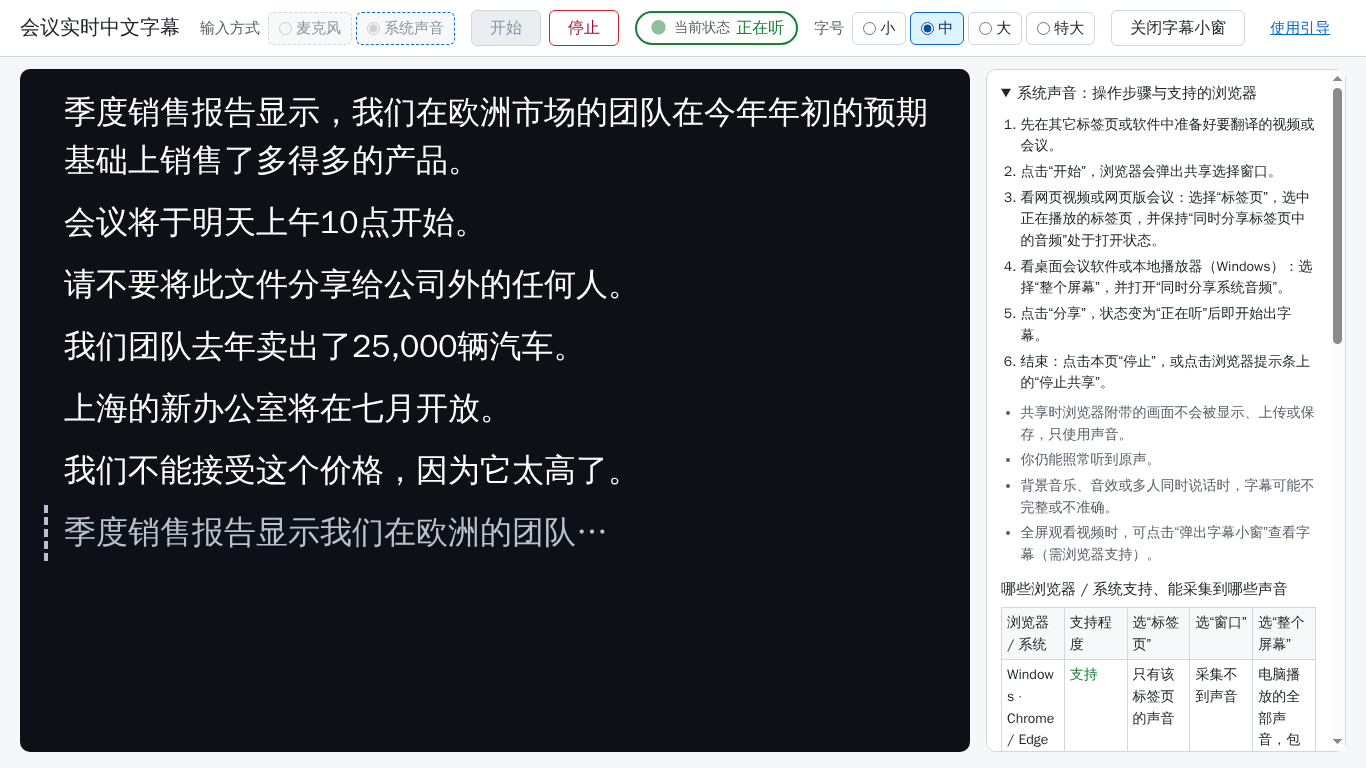 会议实时中文字幕
输入方式
麦克风
系统声音
开始
停止
当前状态 正在听
字号
小
中
大
特大
关闭字幕小窗
使用引导
季度销售报告显示，我们在欧洲市场的团队在今年年初的预期
基础上销售了多得多的产品。
会议将于明天上午10点开始。
请不要将此文件分享给公司外的任何人。
我们团队去年卖出了25,000辆汽车。
上海的新办公室将在七月开放。
我们不能接受这个价格，因为它太高了。
季度销售报告显示我们在欧洲的团队…
▼ 系统声音：操作步骤与支持的浏览器
1. 先在其它标签页或软件中准备好要翻译的视频或
会议。
2. 点击“开始”，浏览器会弹出共享选择窗口。
3. 看网页视频或网页版会议：选择“标签页”，选中
正在播放的标签页，并保持“同时分享标签页中
的音频”处于打开状态。
4. 看桌面会议软件或本地播放器（Windows）：选
择“整个屏幕”，并打开“同时分享系统音频”。
5. 点击“分享”，状态变为“正在听”后即开始出字
幕。
6. 结束：点击本页“停止”，或点击浏览器提示条上
的“停止共享”。
• 共享时浏览器附带的画面不会被显示、上传或保
存，只使用声音。
• 你仍能照常听到原声。
• 背景音乐、音效或多人同时说话时，字幕可能不
完整或不准确。
• 全屏观看视频时，可点击“弹出字幕小窗”查看字
幕（需浏览器支持）。
哪些浏览器 / 系统支持、能采集到哪些声音
浏览器
/ 系统
支持程
度
选“标签
页”
选“窗口”
选“整个
屏幕”
Window
s ·
Chrome
/ Edge
支持
只有该
标签页
的声音
采集不
到声音
电脑播
放的全
部声
音，包